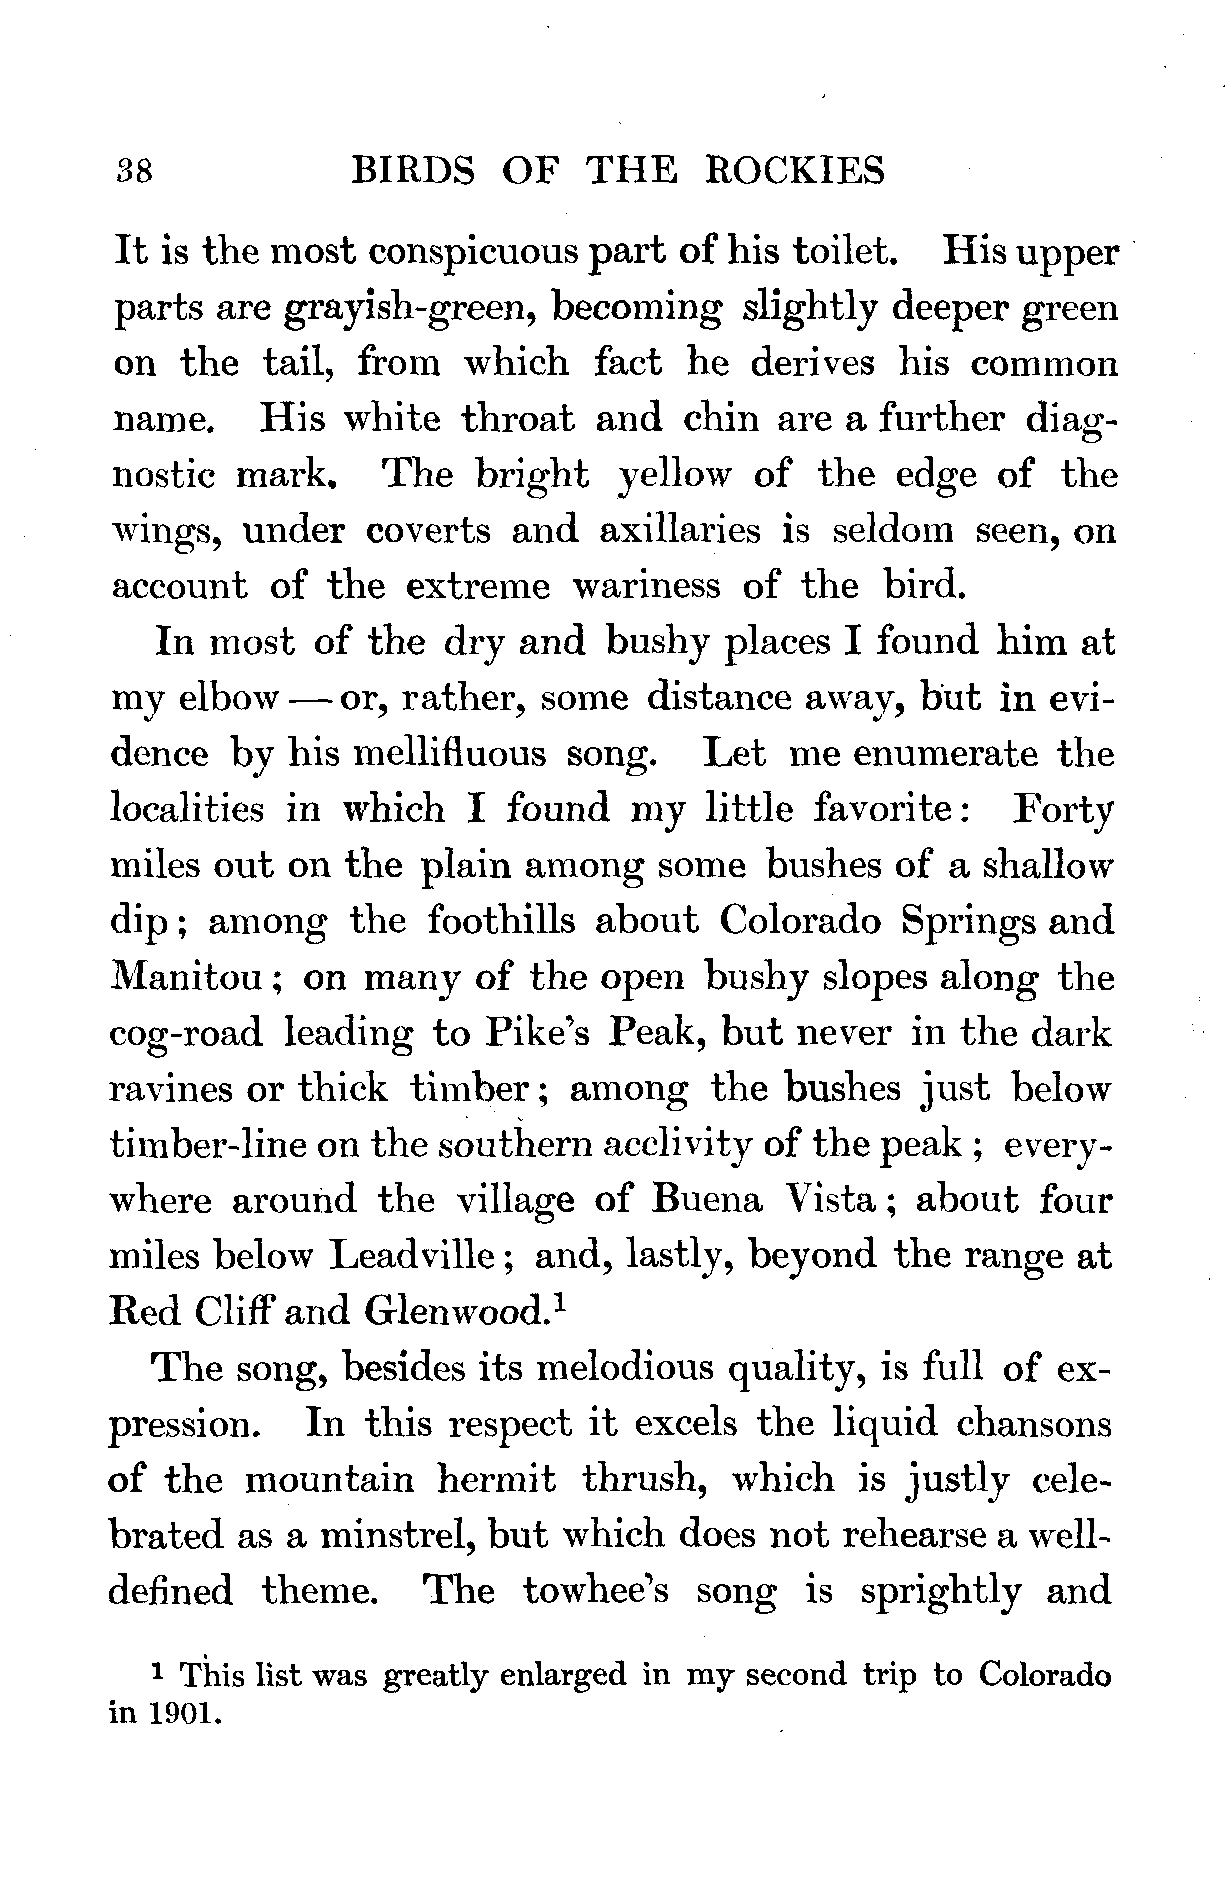 38 BIRDS OF THE ROCKIES
It is the most conspicuous part of his toilet. His upper
parts are grayish-green, becoming slightly deeper green
on the tail, from which fact he derives his common
name. His white throat and chin are a further diag-
nostic mark. The bright yellow of the edge of the
wings, under coverts and axillaries is seldom seen, on
account of the extreme wariness of the bird.
In most of the dry and bushy places I found him at
my elbow — or, rather, some distance away, but in evi-
dence by his mellifluous song. Let me enumerate the
localities in which I found my little favorite: Forty
miles out on the plain among some bushes of a shallow
dip; among the foothills about Colorado Springs and
Manitou; on many of the open bushy slopes along the
cog-road leading to Pike's Peak, but never in the dark
ravines or thick timber; among the bushes just below
timber-line on the southern acclivity of the peak; every-
where around the village of Buena Vista; about four
miles below Leadville; and, lastly, beyond the range at
Red Cliff and Glenwood.¹
The song, besides its melodious quality, is full of ex-
pression. In this respect it excels the liquid chansons
of the mountain hermit thrush, which is justly cele-
brated as a minstrel, but which does not rehearse a well-
defined theme. The towhee's song is sprightly and
¹ This list was greatly enlarged in my second trip to Colorado
in 1901.